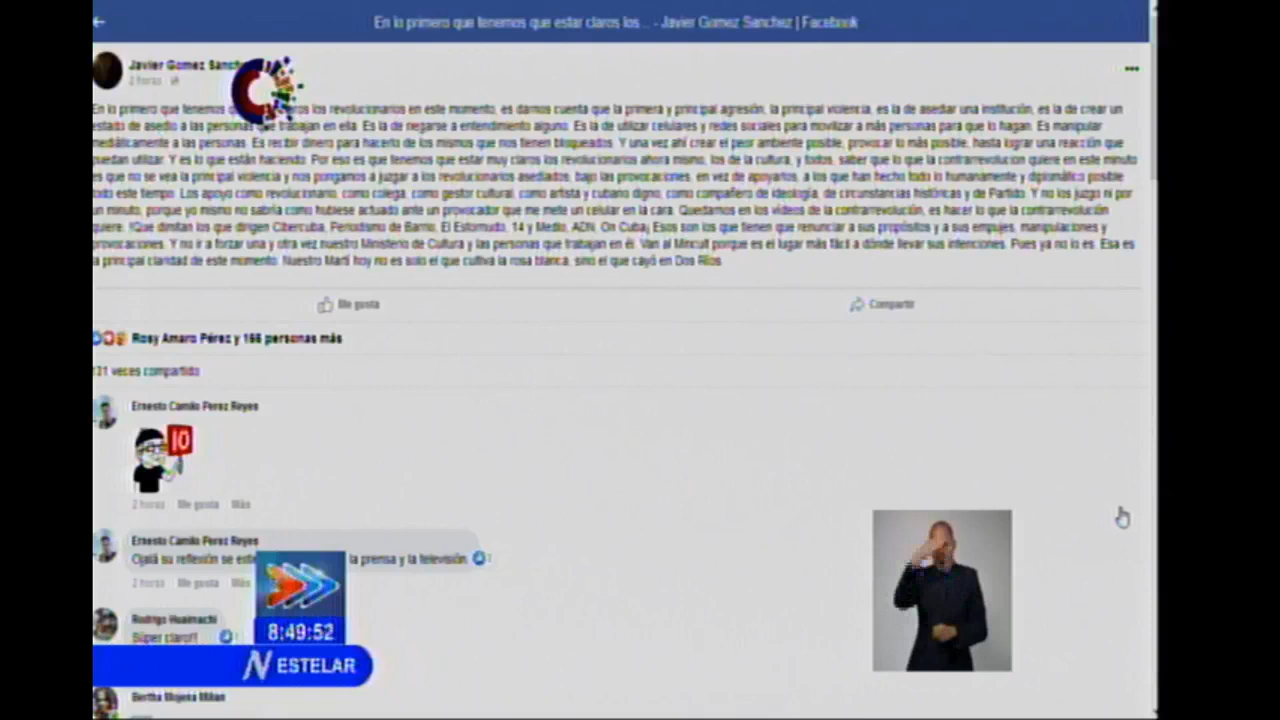 En lo primero que tenemos que estar claros los ... - Javier Gomez Sanchez | Facebook
Javier Gomez Sanch
2 horas
En lo primero que tenemos los revolucionarios en este momento, es darnos cuenta que la primera y principal agresión, la principal violencia, es la de asediar una institución, es la de crear un
estado de asedio a las personas que trabajan en ella. Es la de negarse a entendimiento alguno. Es la de utilizar celulares y redes sociales para movilizar a más personas para que lo hagan. Es manipular
mediáticamente a las personas. Es recibir dinero para hacerlo de los mismos que nos tienen bloqueados. Y una vez ahí crear el peor ambiente posible, provocar lo más posible, hasta lograr una reacción que
puedan utilizar. Y es lo que están haciendo. Por eso es que tenemos que estar muy claros los revolucionarios ahora mismo, los de la cultura, y todos, saber que lo que la contrarrevolucion quiere en este minuto
es que no se vea la principal violencia y nos pongamos a juzgar a los revolucionarios asediados, bajo las provocaciones, en vez de apoyarlos, a los que han hecho todo lo humanamente y diplomático posible
todo este tiempo. Los apoyo como revolucionario, como colega, como gestor cultural, como artista y cubano digno, como compañero de ideología, de circunstancias históricas y de Partido. Y no los juzgo ni por
un minuto, porque yo mismo no sabría como hubiese actuado ante un provocador que me mete un celular en la cara. Quedarnos en los vídeos de la contrarrevolución, es hacer lo que la contrarrevolución
quiere. !Que dimitan los que dirigen Cibercuba, Periodismo de Barrio, El Estornudo, 14 y Medio, ADN, On Cuba¡ Esos son los que tienen que renunciar a sus propósitos y a sus empujes, manipulaciones y
provocaciones. Y no ir a forzar una y otra vez nuestro Ministerio de Cultura y las personas que trabajan en él. Van al Mincult porque es el lugar más fácil a dónde llevar sus intenciones. Pues ya no lo es. Esa es
la principal claridad de este momento. Nuestro Martí hoy no es solo el que cultiva la rosa blanca, sino el que cayó en Dos Ríos.
Me gusta
Compartir
Rosy Amaro Pérez y 166 personas más
131 veces compartido
Ernesto Camilo Perez Reyes
10
2 horas Me gusta Más
Ernesto Camilo Perez Reyes
Ojalá su reflexión se este la prensa y la televisión
2 horas Me gusta Más
Rodrigo Huaimachi
Súper claro!!
8:49:52
N ESTELAR
Bertha Mojena Milian